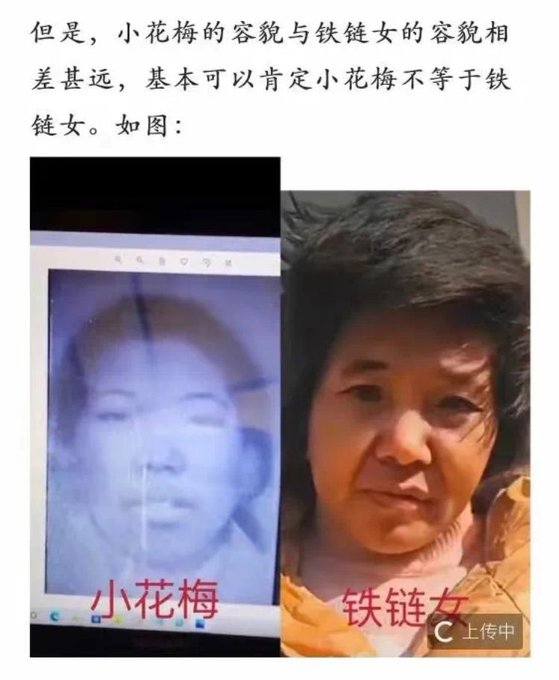 但是，小花梅的容貌与铁链女的容貌相
差甚远，基本可以肯定小花梅不等于铁
链女。如图：
小花梅
铁链女
上传中